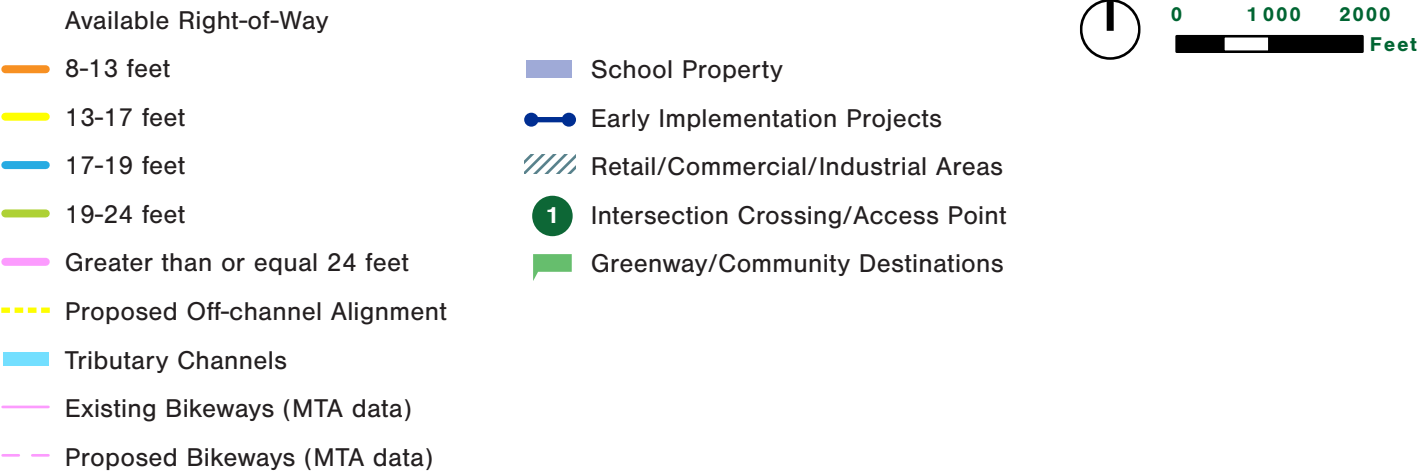 Available Right-of-Way
8-13 feet
13-17 feet
17-19 feet
19-24 feet
Greater than or equal 24 feet
Proposed Off-channel Alignment
Tributary Channels
Existing Bikeways (MTA data)
Proposed Bikeways (MTA data)
School Property
Early Implementation Projects
Retail/Commercial/Industrial Areas
1 Intersection Crossing/Access Point
Greenway/Community Destinations
0 1000 2000
Feet